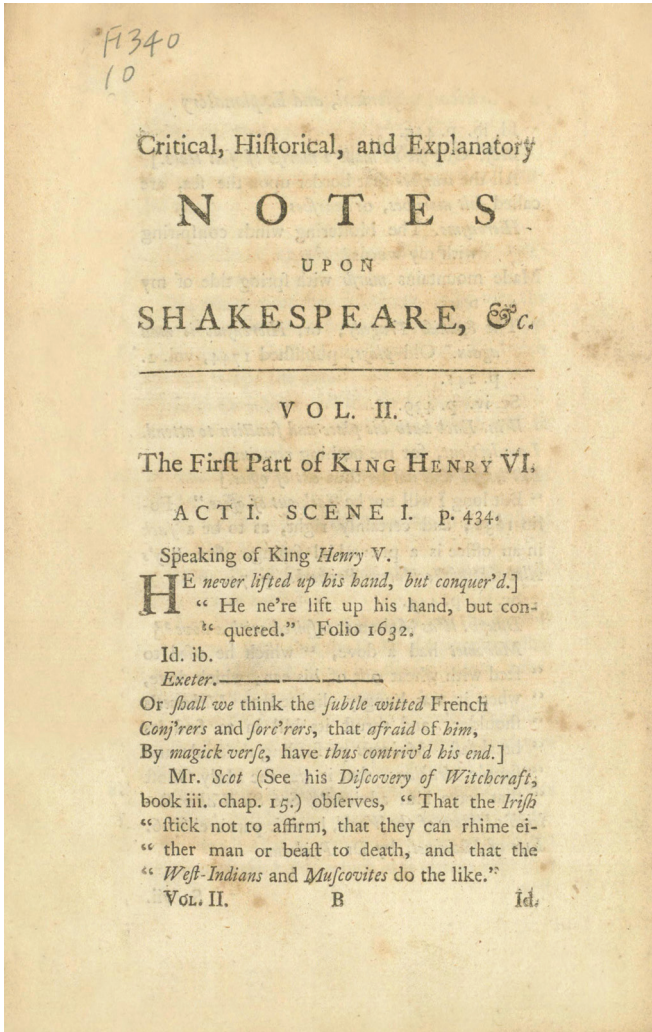 H340
10
Critical, Hiſtorical, and Explanatory
NOTES
UPON
SHAKESPEARE, &c.
VOL. II.
The Firſt Part of KING HENRY VI.
ACT I. SCENE I. p. 434.
Speaking of King Henry V.
HE never lifted up his hand, but conquer'd.]
“ He ne're lift up his hand, but con-
“ quered.” Folio 1632.
Id. ib.
Exeter.———
Or ſhall we think the ſubtle witted French
Conj'rers and ſorc'rers, that afraid of him,
By magick verſe, have thus contriv'd his end.]
Mr. Scot (See his Diſcovery of Witchcraft,
book iii. chap. 15.) obſerves, “ That the Iriſh
“ ſtick not to affirm, that they can rhime ei-
“ ther man or beaſt to death, and that the
“ Weſt-Indians and Muſcovites do the like.”
VOL. II. B Id.